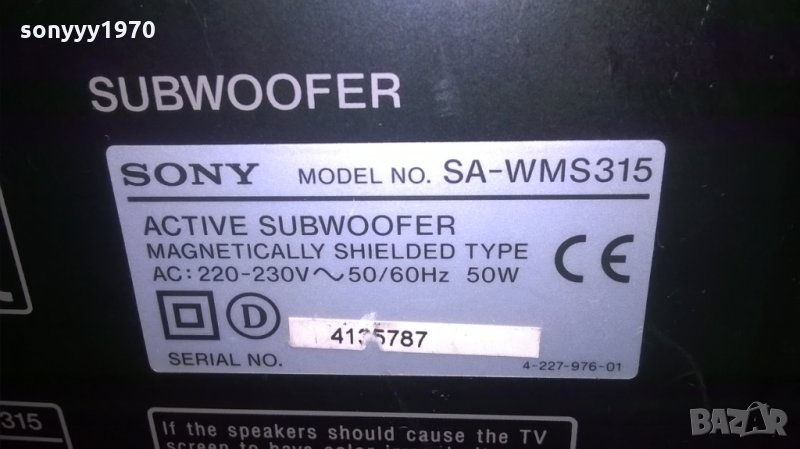 sonyyy1970
SUBWOOFER
SONY MODEL NO. SA-WMS315
ACTIVE SUBWOOFER
MAGNETICALLY SHIELDED TYPE
AC: 220-230V～50/60Hz 50W
CE
D
SERIAL NO.
4-227-976-01
315
If the speakers should cause the TV
BAZAR